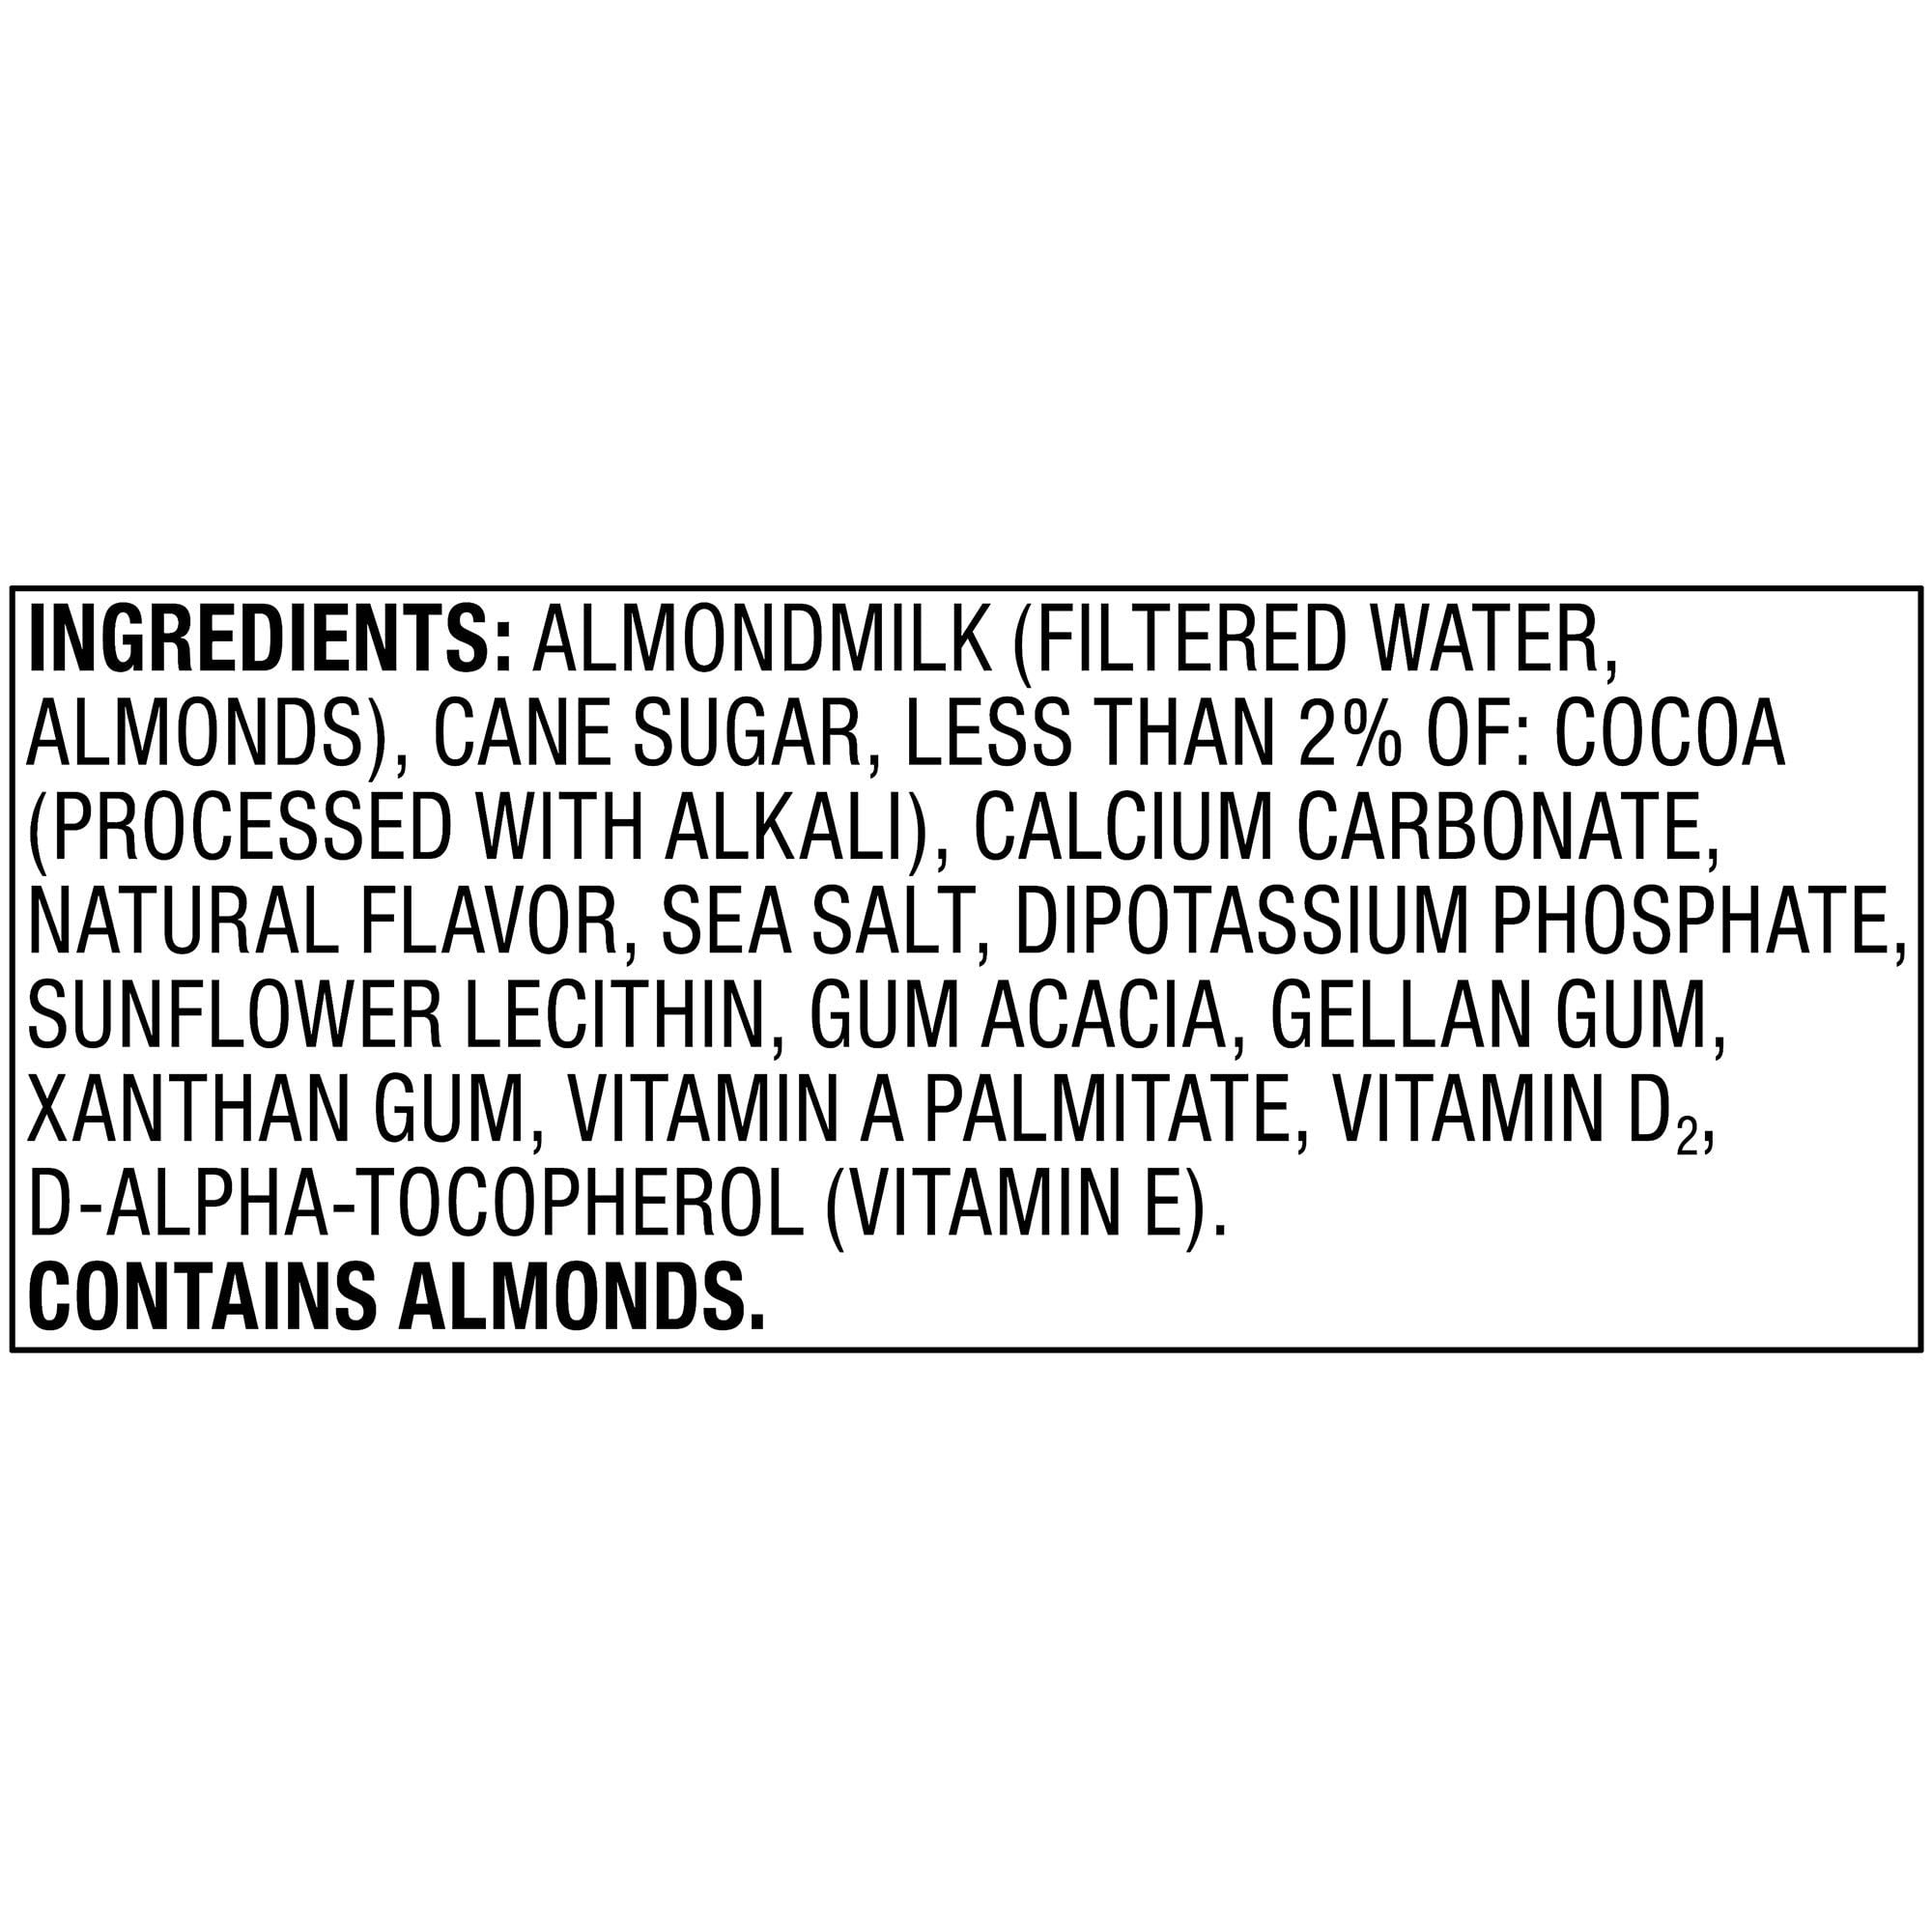 INGREDIENTS: ALMONDMILK (FILTERED WATER,
ALMONDS), CANE SUGAR, LESS THAN 2% OF: COCOA
(PROCESSED WITH ALKALI), CALCIUM CARBONATE,
NATURAL FLAVOR, SEA SALT, DIPOTASSIUM PHOSPHATE,
SUNFLOWER LECITHIN, GUM ACACIA, GELLAN GUM,
XANTHAN GUM, VITAMIN A PALMITATE, VITAMIN D₂,
D-ALPHA-TOCOPHEROL (VITAMIN E).
CONTAINS ALMONDS.